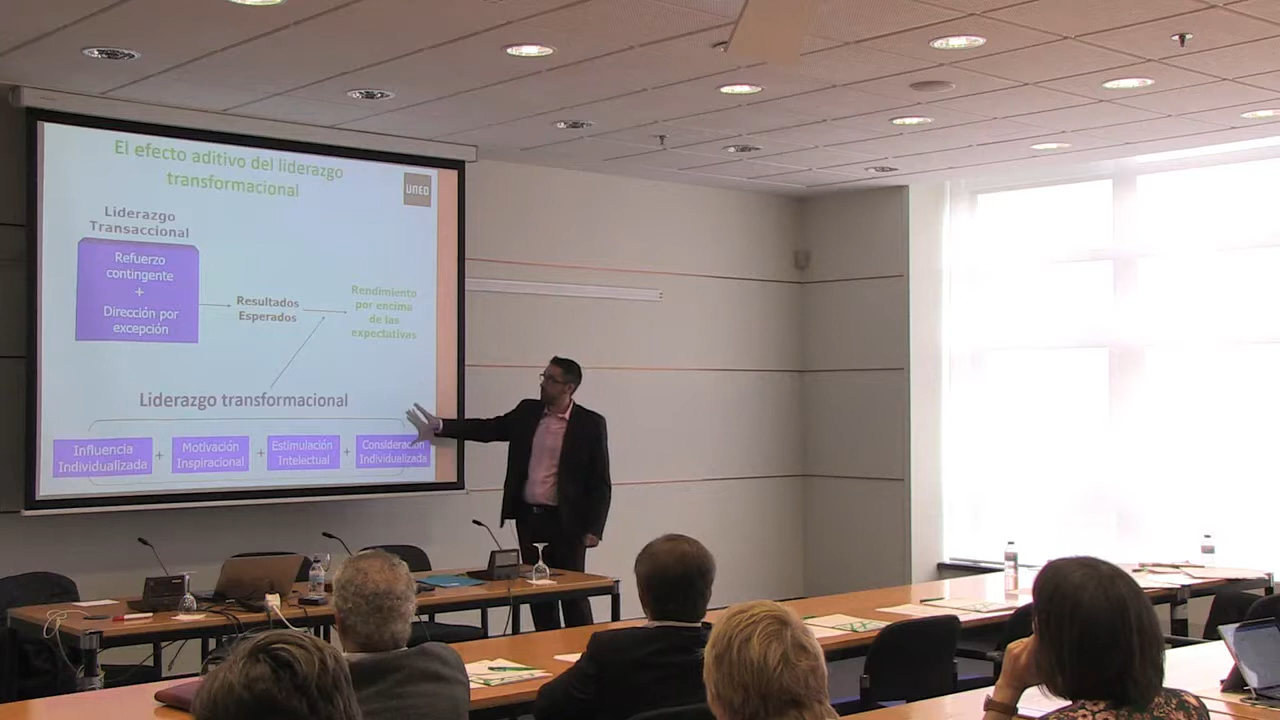 El efecto aditivo del liderazgo
transformacional
UNED
Liderazgo
Transaccional
Refuerzo
contingente
+
Dirección por
excepción
Resultados
Esperados
Rendimiento
por encima
de las
expectativas
Liderazgo transformacional
Influencia
Individualizada
+
Motivación
Inspiracional
+
Estimulación
Intelectual
+
Consideración
Individualizada